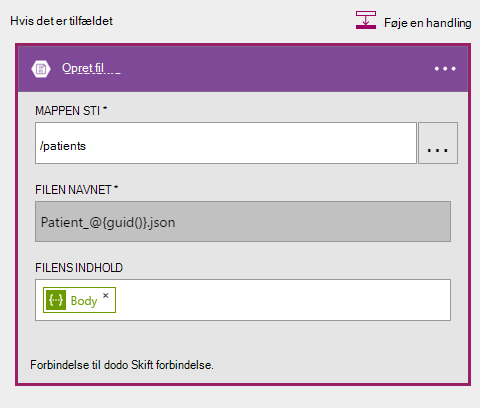 Hvis det er tilfældet
Føje en handling
Opret fil
MAPPEN STI *
/patients
...
FILEN NAVNET *
Patient_@{guid()}.json
FILENS INDHOLD
Body ×
Forbindelse til dodo Skift forbindelse.